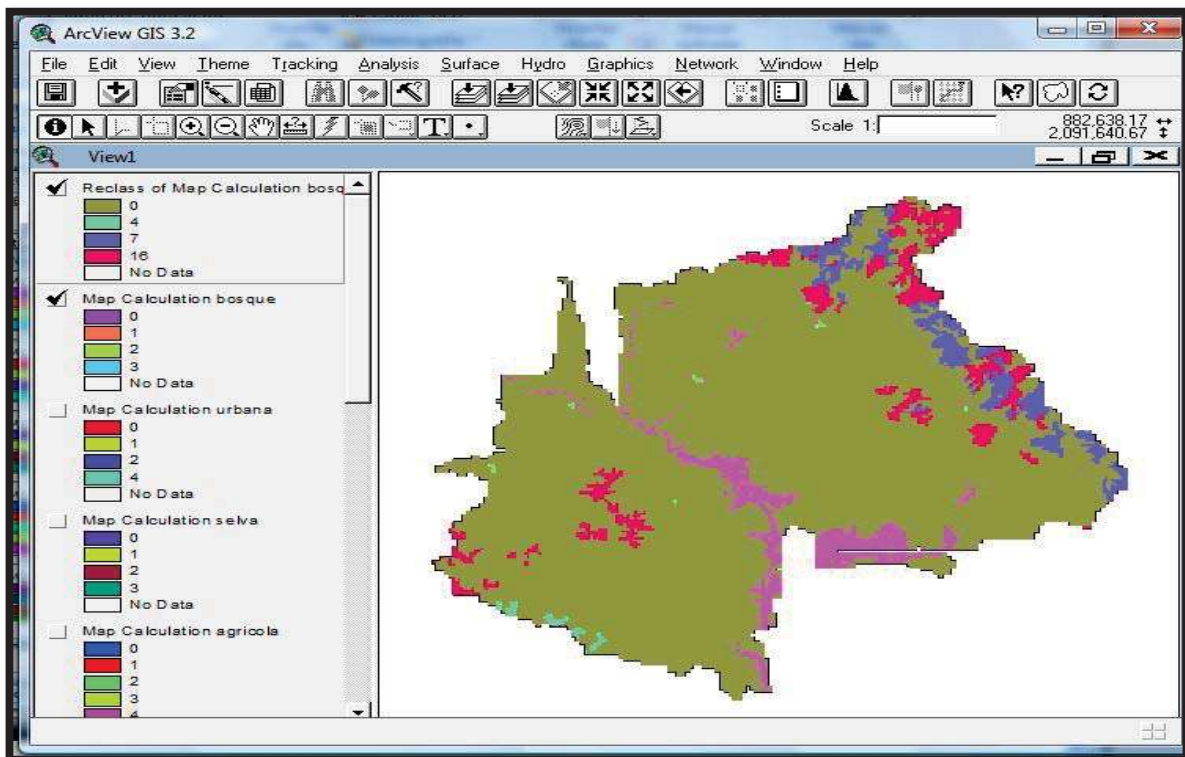 ArcView GIS 3.2
File Edit View Theme Tracking Analysis Surface Hydro Graphics Network Window Help
T
Scale 1:
882,638.17
2,091,640.67
View1
Reclass of Map Calculation bosq
0
4
7
16
No Data
Map Calculation bosque
0
1
2
3
No Data
Map Calculation urbana
0
1
2
4
No Data
Map Calculation selva
0
1
2
3
No Data
Map Calculation agricola
0
1
2
3
4